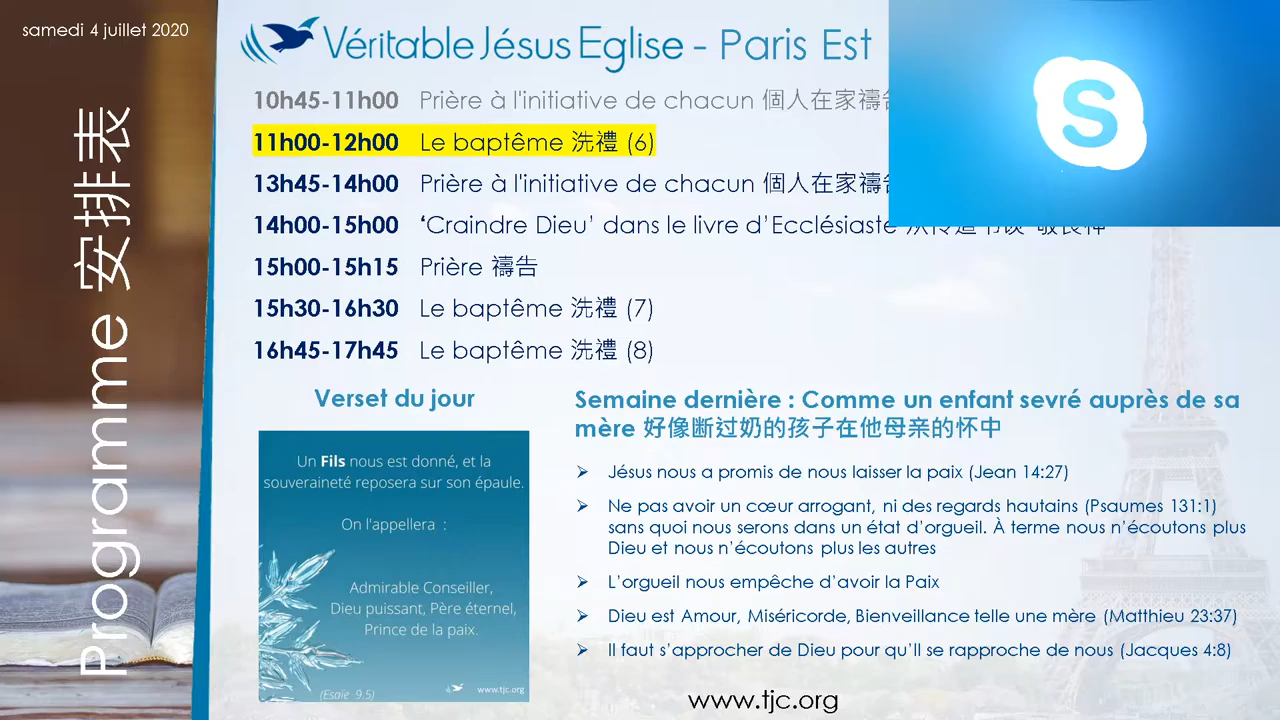 samedi 4 juillet 2020
Programme 安排表
Véritable Jésus Eglise - Paris Est
10h45-11h00 Prière à l'initiative de chacun 個人在家禱告
11h00-12h00 Le baptême 洗禮 (6)
13h45-14h00 Prière à l'initiative de chacun 個人在家禱告
14h00-15h00 ‘Craindre Dieu’ dans le livre d’Ecclésiaste
15h00-15h15 Prière 禱告
15h30-16h30 Le baptême 洗禮 (7)
16h45-17h45 Le baptême 洗禮 (8)
Verset du jour
Un Fils nous est donné, et la
souveraineté reposera sur son épaule.
On l'appellera :
Admirable Conseiller,
Dieu puissant, Père éternel,
Prince de la paix.
(Esaïe 9.5)
www.tjc.org
Semaine dernière : Comme un enfant sevré auprès de sa
mère 好像断过奶的孩子在他母亲的怀中
Jésus nous a promis de nous laisser la paix (Jean 14:27)
Ne pas avoir un cœur arrogant, ni des regards hautains (Psaumes 131:1)
sans quoi nous serons dans un état d’orgueil. À terme nous n’écoutons plus
Dieu et nous n’écoutons plus les autres
L’orgueil nous empêche d’avoir la Paix
Dieu est Amour, Miséricorde, Bienveillance telle une mère (Matthieu 23:37)
Il faut s’approcher de Dieu pour qu’Il se rapproche de nous (Jacques 4:8)
www.tjc.org
S